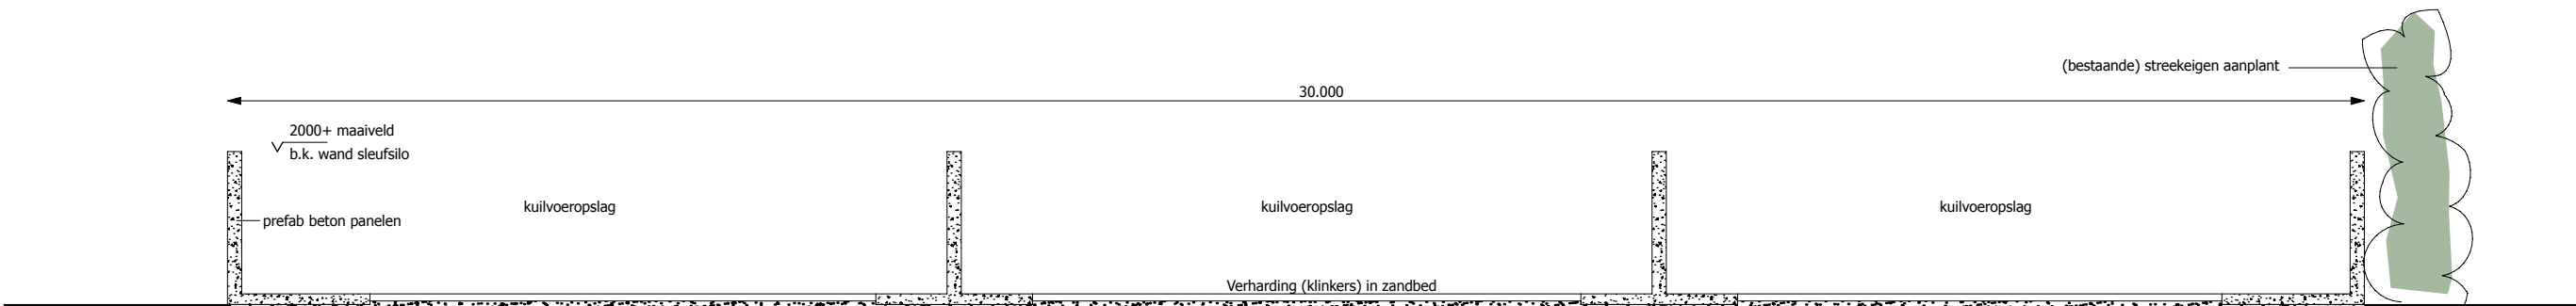 (bestaande) streekeigen aanplant
30.000
2000+ maaiveld
b.k. wand sleufsilo
kuilvoeropslag
kuilvoeropslag
kuilvoeropslag
prefab beton panelen
Verharding (klinkers) in zandbed